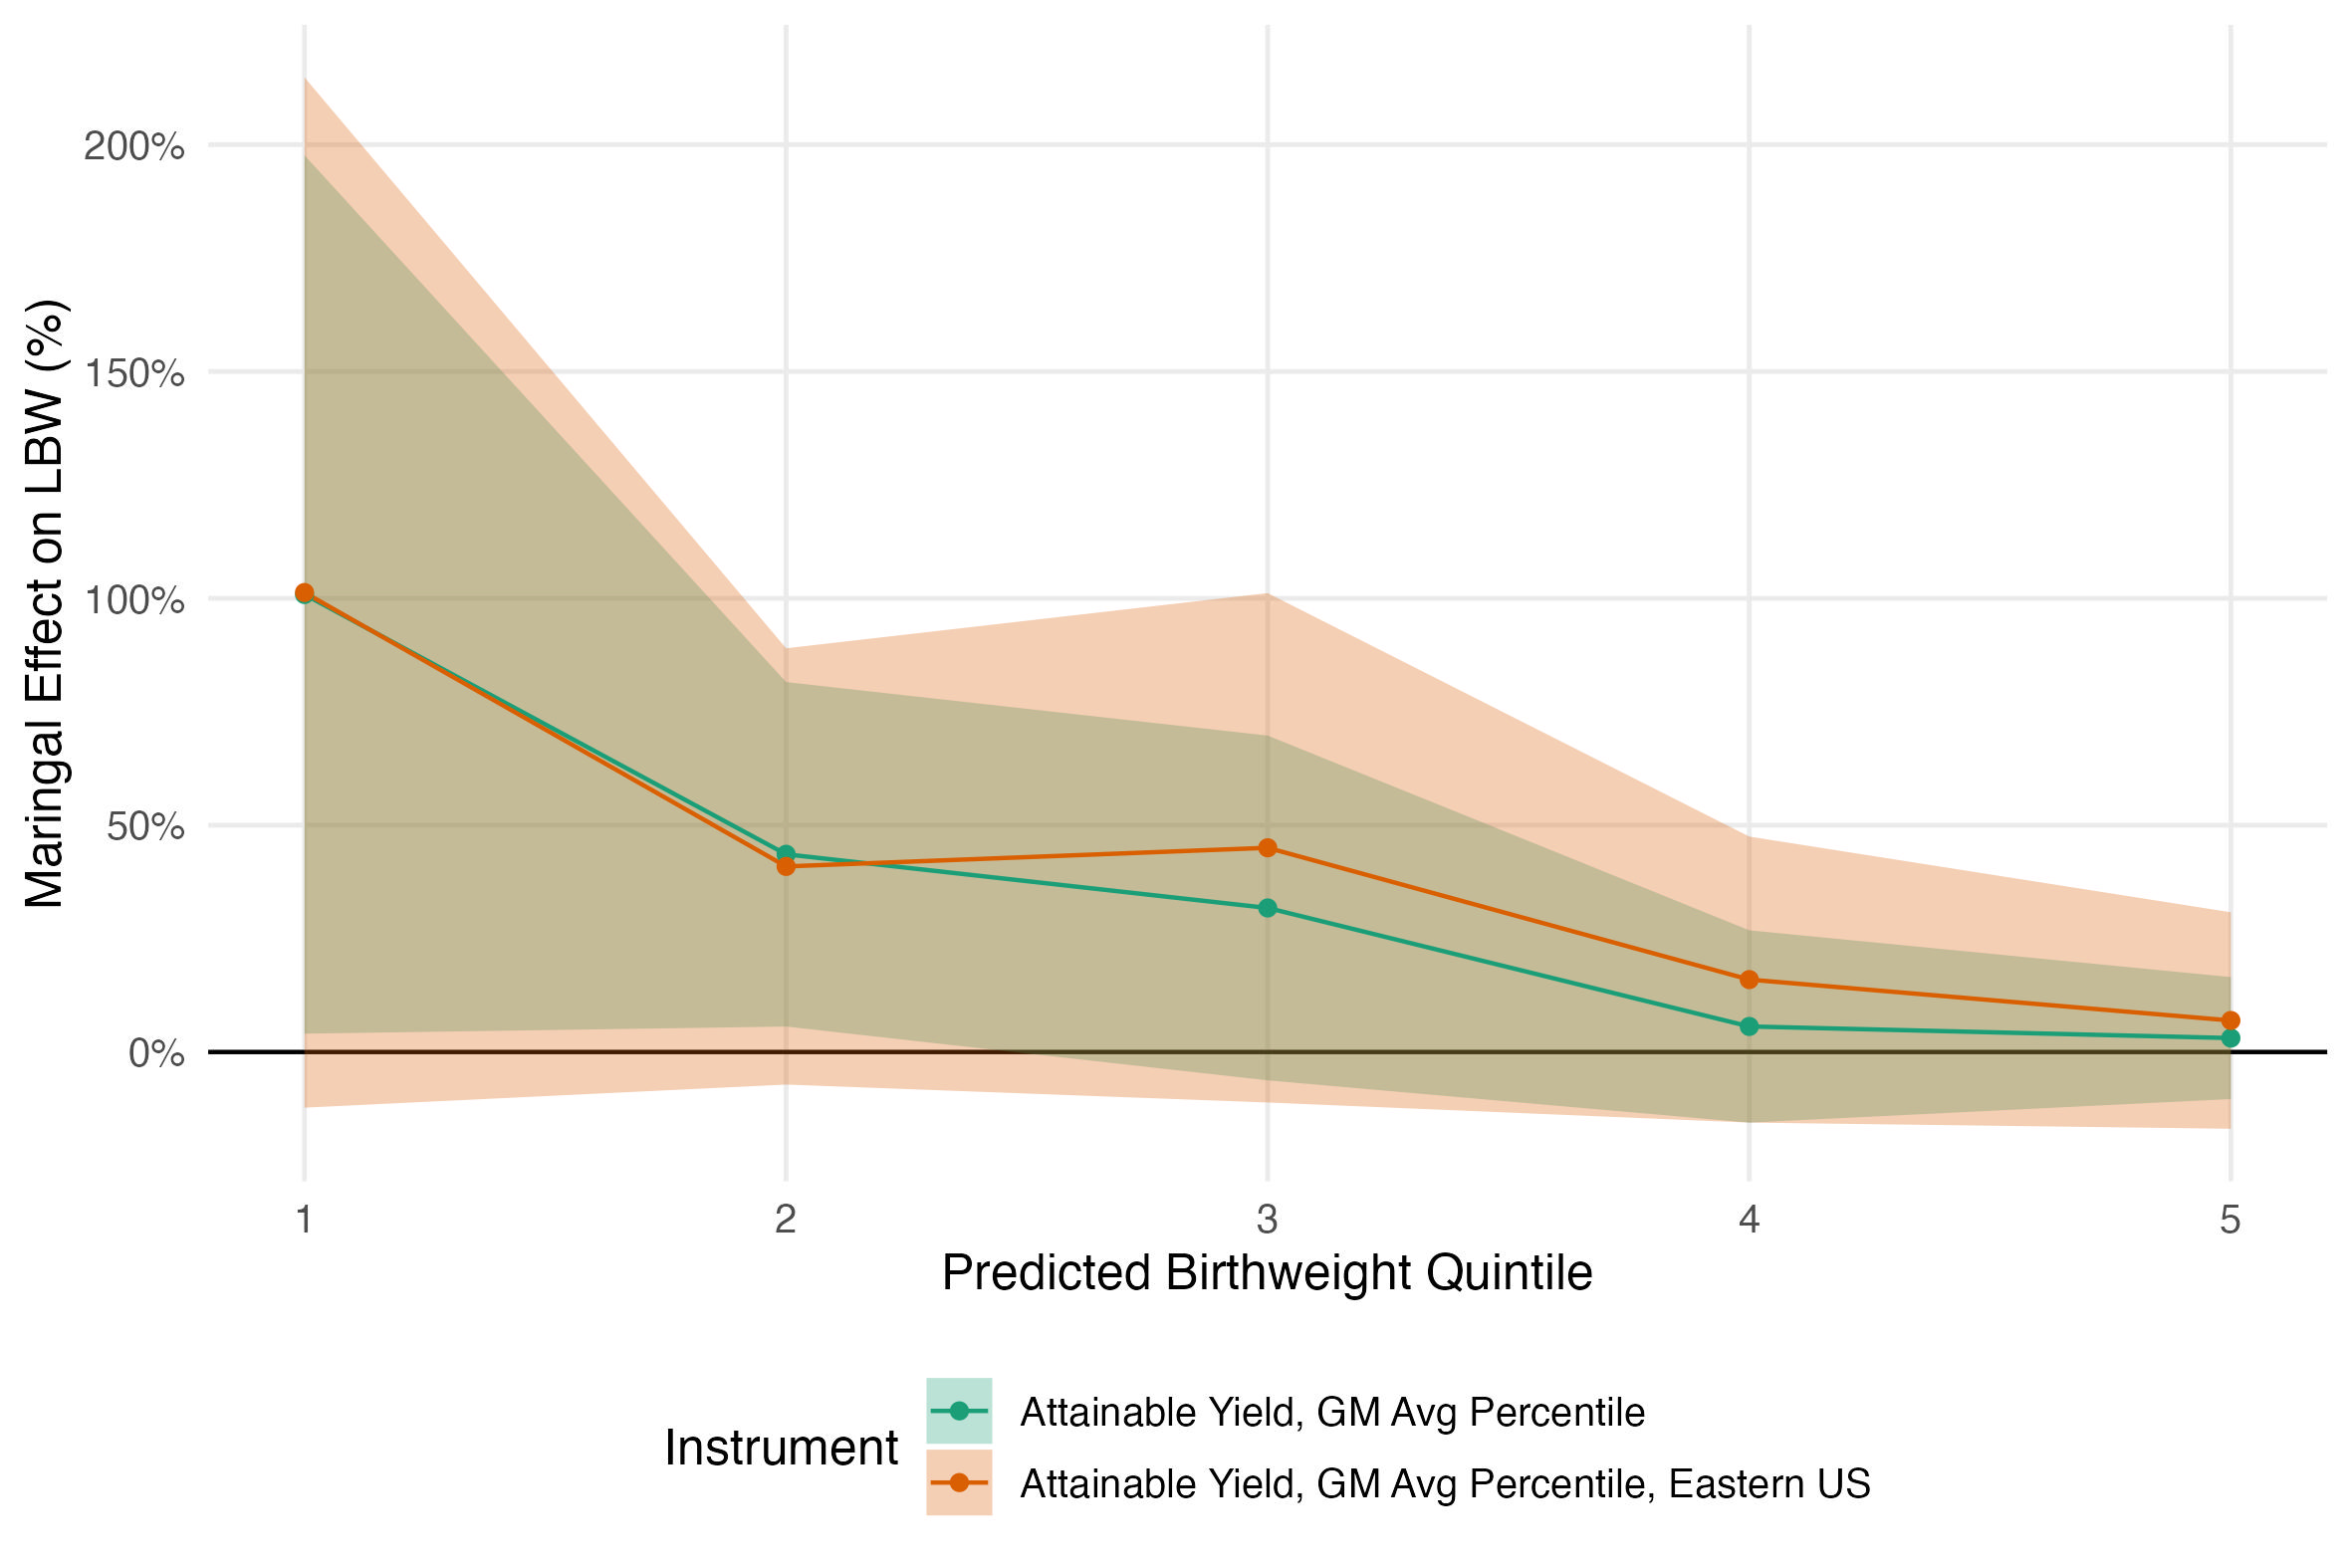 Maringal Effect on LBW (%)
200%
150%
100%
50%
0%
1 2 3 4 5
Predicted Birthweight Quintile
Instrument
Attainable Yield, GM Avg Percentile
Attainable Yield, GM Avg Percentile, Eastern US